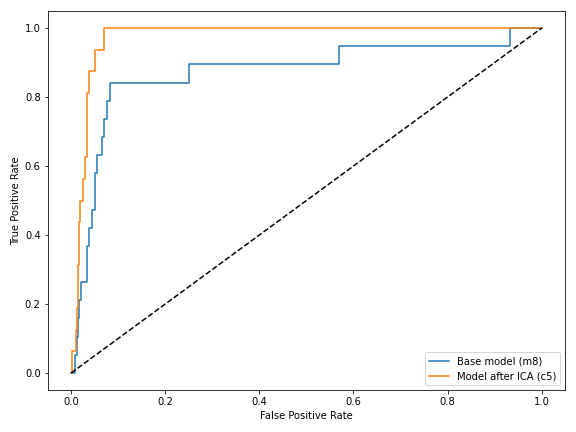 1.0
0.8
0.6
0.4
0.2
0.0
True Positive Rate
0.0 0.2 0.4 0.6 0.8 1.0
False Positive Rate
Base model (m8)
Model after ICA (c5)